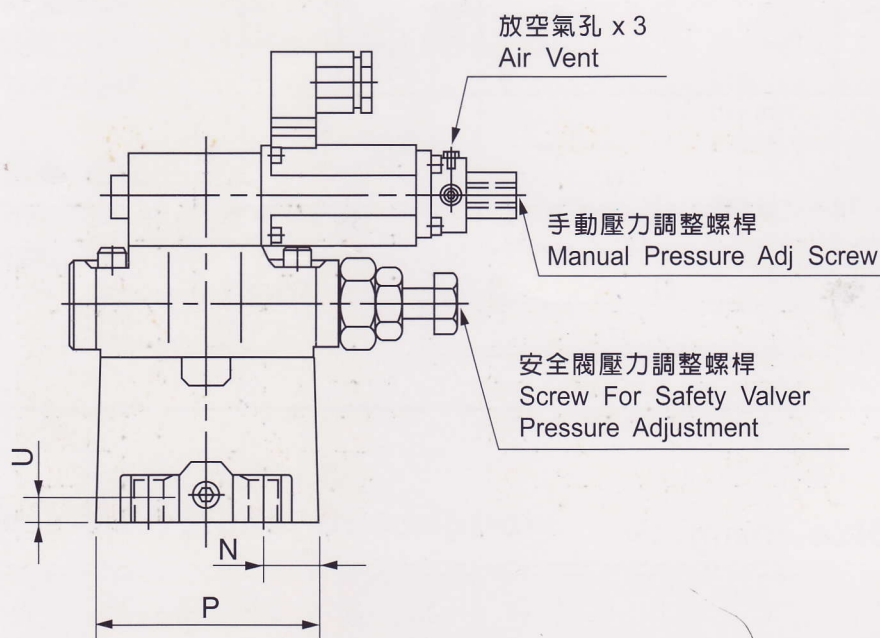 放空氣孔 x 3
Air Vent
手動壓力調整螺桿
Manual Pressure Adj Screw
安全閥壓力調整螺桿
Screw For Safety Valver
Pressure Adjustment
U
N
P